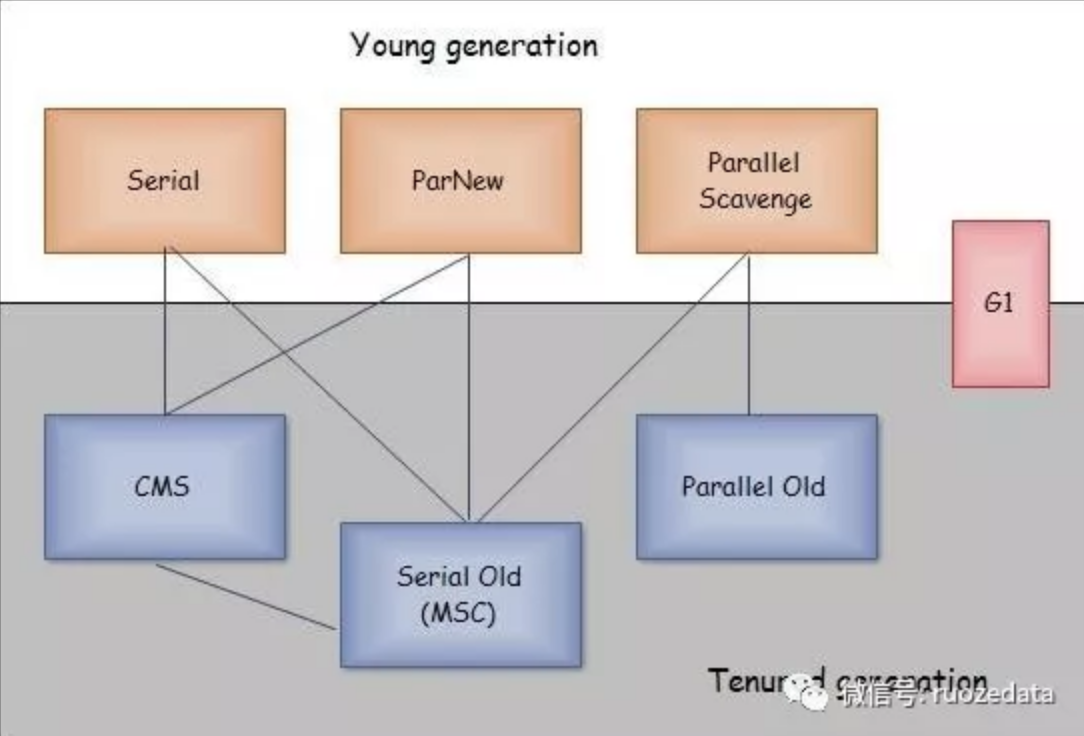 Young generation
Serial
ParNew
Parallel
Scavenge
G1
CMS
Parallel Old
Serial Old
(MSC)
Tenured generation
微信号: ruozedata